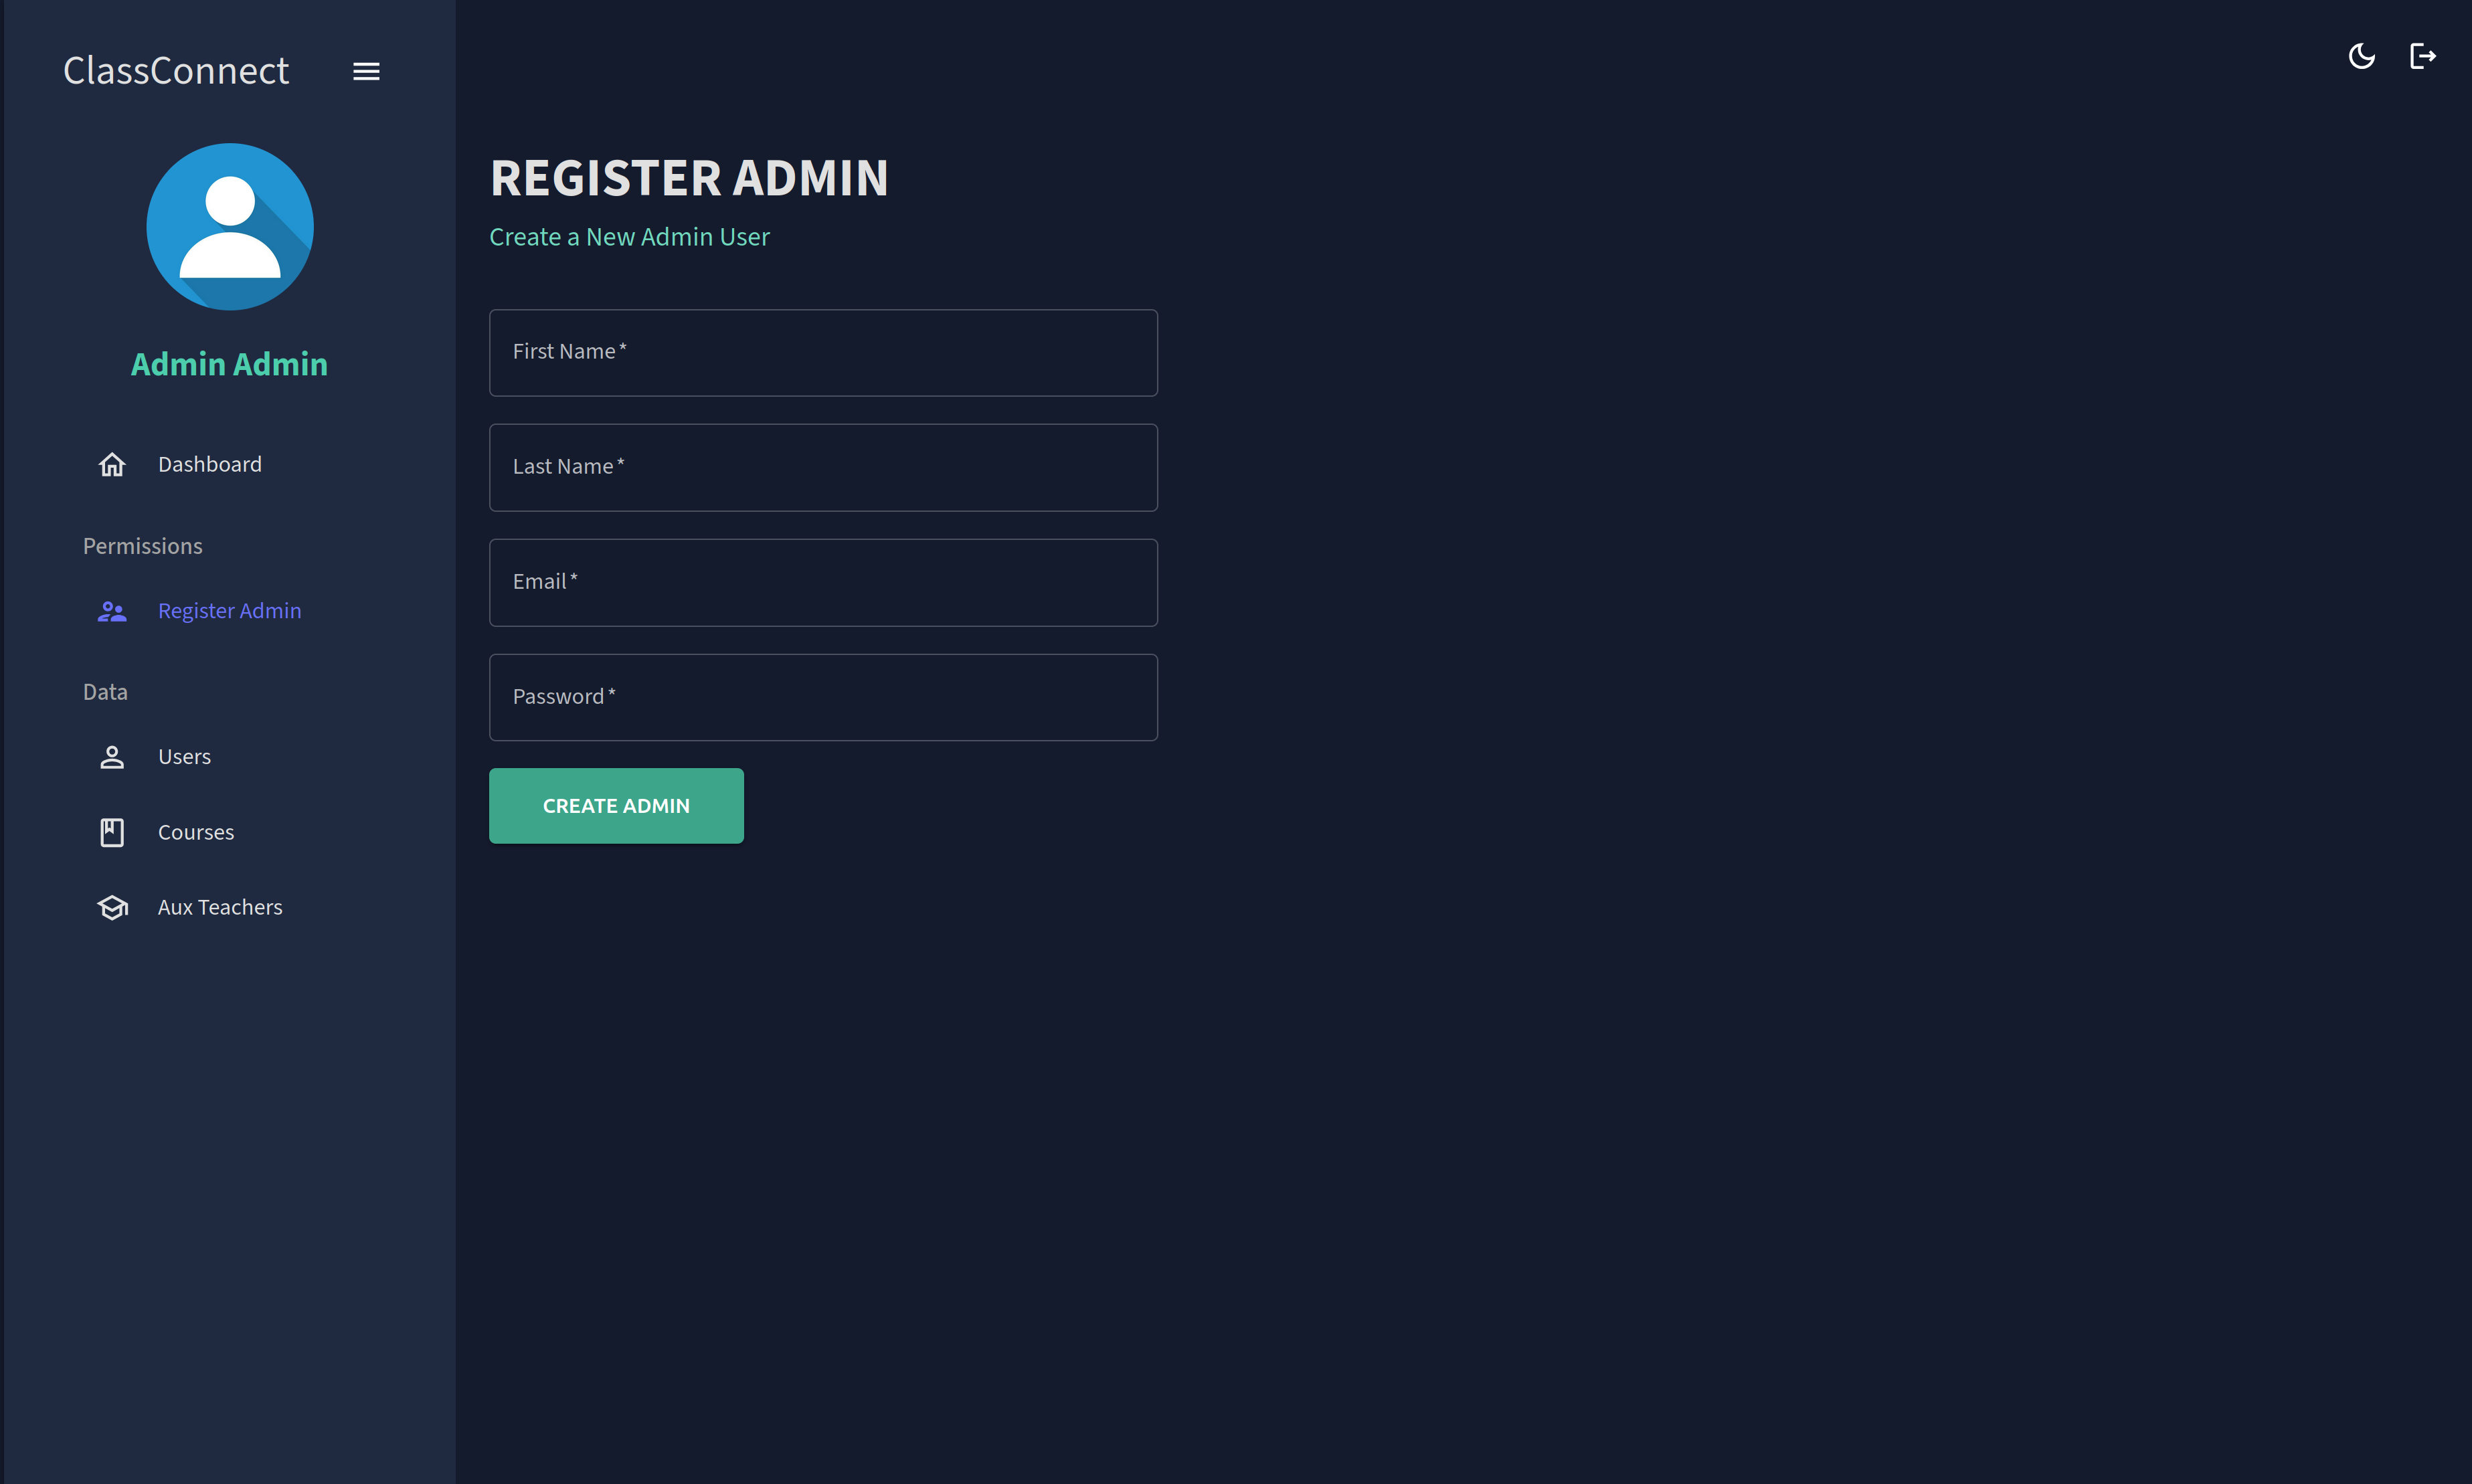 ClassConnect
Admin Admin
Dashboard
Permissions
Register Admin
Data
Users
Courses
Aux Teachers
REGISTER ADMIN
Create a New Admin User
First Name *
Last Name *
Email *
Password *
CREATE ADMIN